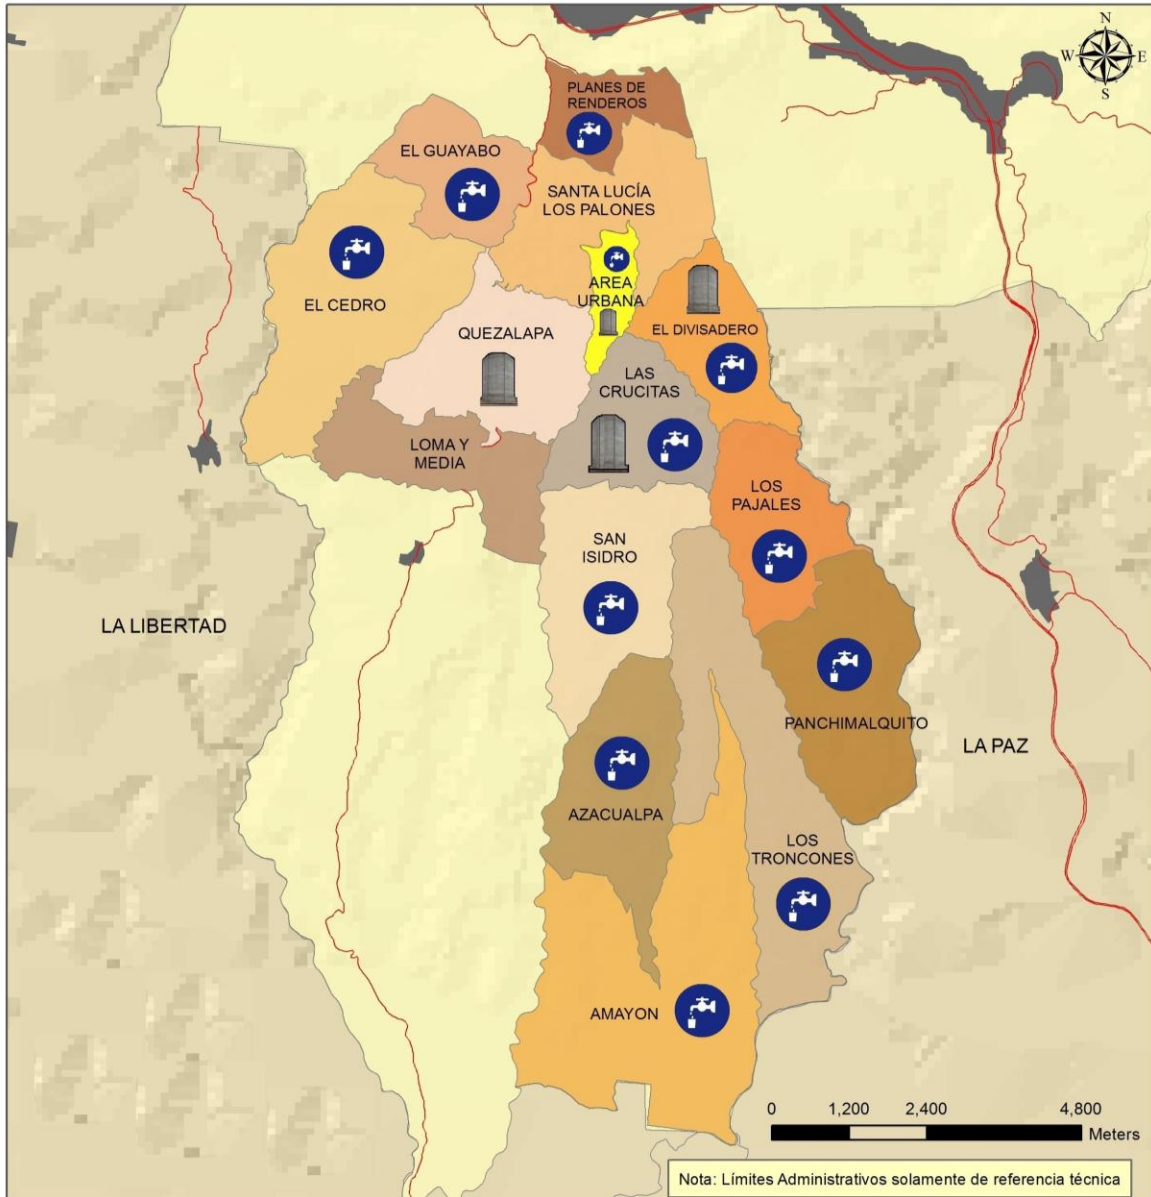 N
W
E
S
PLANES DE
RENDEROS
EL GUAYABO
SANTA LUCÍA
LOS PALONES
EL CEDRO
AREA
URBANA
QUEZALAPA
EL DIVISADERO
LAS
CRUCITAS
LOMA Y
MEDIA
LOS
PAJALES
SAN
ISIDRO
LA LIBERTAD
PANCHIMALQUITO
LA PAZ
AZACUALPA
LOS
TRONCONES
AMAYON
0 1,200 2,400 4,800
Meters
Nota: Límites Administrativos solamente de referencia técnica